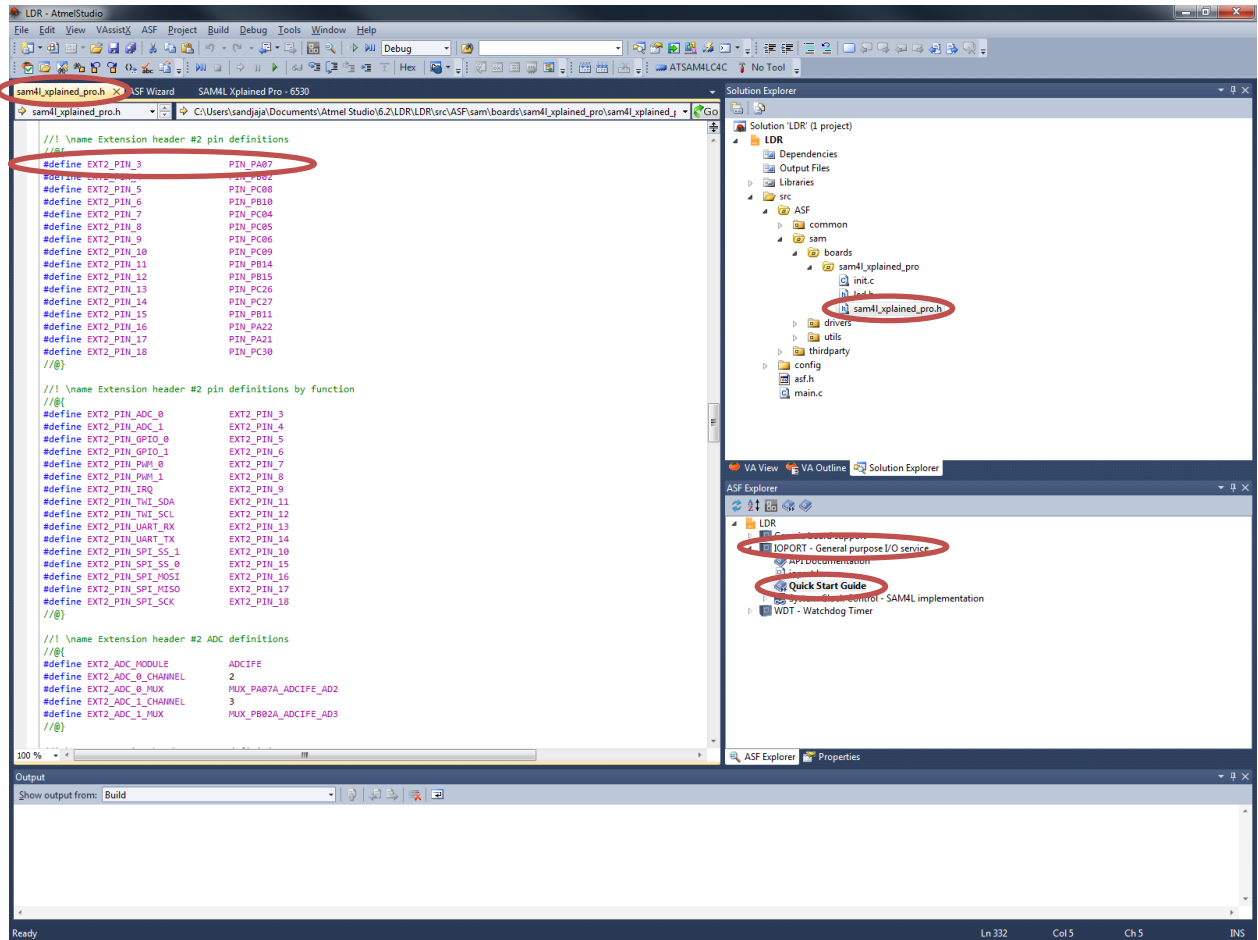 LDR - AtmelStudio
File Edit View VAssistX ASF Project Build Debug Tools Window Help
Debug
Hex ATSAM4LC4C No Tool
sam4l_xplained_pro.h ASF Wizard SAM4L Xplained Pro - 6530
sam4l_xplained_pro.h C:\Users\sandjaja\Documents\Atmel Studio\6.2\LDR\LDR\src\ASF\sam\boards\sam4l_xplained_pro\sam4l_xplained_ Go
//! \name Extension header #2 pin definitions
//@{
#define EXT2_PIN_3 PIN_PA07
#define EXT2_PIN_4 PIN_PB02
#define EXT2_PIN_5 PIN_PC08
#define EXT2_PIN_6 PIN_PB10
#define EXT2_PIN_7 PIN_PC04
#define EXT2_PIN_8 PIN_PC05
#define EXT2_PIN_9 PIN_PC06
#define EXT2_PIN_10 PIN_PC09
#define EXT2_PIN_11 PIN_PB14
#define EXT2_PIN_12 PIN_PB15
#define EXT2_PIN_13 PIN_PC26
#define EXT2_PIN_14 PIN_PC27
#define EXT2_PIN_15 PIN_PB11
#define EXT2_PIN_16 PIN_PA22
#define EXT2_PIN_17 PIN_PA21
#define EXT2_PIN_18 PIN_PC30
//@}
//! \name Extension header #2 pin definitions by function
//@{
#define EXT2_PIN_ADC_0 EXT2_PIN_3
#define EXT2_PIN_ADC_1 EXT2_PIN_4
#define EXT2_PIN_GPIO_0 EXT2_PIN_5
#define EXT2_PIN_GPIO_1 EXT2_PIN_6
#define EXT2_PIN_PWM_0 EXT2_PIN_7
#define EXT2_PIN_PWM_1 EXT2_PIN_8
#define EXT2_PIN_IRQ EXT2_PIN_9
#define EXT2_PIN_TWI_SDA EXT2_PIN_11
#define EXT2_PIN_TWI_SCL EXT2_PIN_12
#define EXT2_PIN_UART_RX EXT2_PIN_13
#define EXT2_PIN_UART_TX EXT2_PIN_14
#define EXT2_PIN_SPI_SS_1 EXT2_PIN_10
#define EXT2_PIN_SPI_SS_0 EXT2_PIN_15
#define EXT2_PIN_SPI_MOSI EXT2_PIN_16
#define EXT2_PIN_SPI_MISO EXT2_PIN_17
#define EXT2_PIN_SPI_SCK EXT2_PIN_18
//@}
//! \name Extension header #2 ADC definitions
//@{
#define EXT2_ADC_MODULE ADCIFE
#define EXT2_ADC_0_CHANNEL 2
#define EXT2_ADC_0_MUX MUX_PA07A_ADCIFE_AD2
#define EXT2_ADC_1_CHANNEL 3
#define EXT2_ADC_1_MUX MUX_PB02A_ADCIFE_AD3
//@}
100 %
Solution Explorer
Solution 'LDR' (1 project)
LDR
Dependencies
Output Files
Libraries
src
ASF
common
sam
boards
sam4l_xplained_pro
init.c
led.h
sam4l_xplained_pro.h
drivers
utils
thirdparty
config
asf.h
main.c
VA View VA Outline Solution Explorer
ASF Explorer
LDR
Generic board support
IOPORT - General purpose I/O service
API Documentation
ioport.h
Quick Start Guide
System Clock Control - SAM4L implementation
WDT - Watchdog Timer
ASF Explorer Properties
Output
Show output from: Build
Ready Ln 332 Col 5 Ch 5 INS